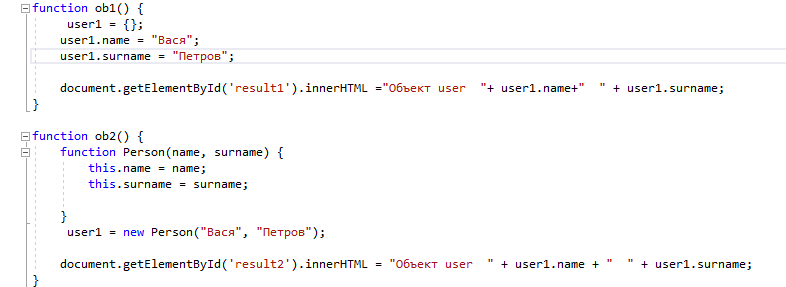 function ob1() {
user1 = {};
user1.name = "Вася";
user1.surname = "Петров";
document.getElementById('result1').innerHTML ="Объект user  "+ user1.name+"  " + user1.surname;
}
function ob2() {
function Person(name, surname) {
this.name = name;
this.surname = surname;
}
user1 = new Person("Вася", "Петров");
document.getElementById('result2').innerHTML = "Объект user  " + user1.name + "  " + user1.surname;
}